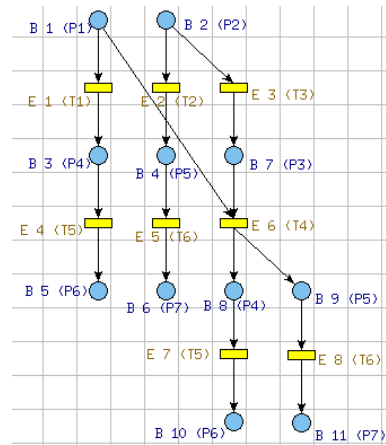 B 1 (P1)
B 2 (P2)
E 1 (T1)
E 2 (T2)
E 3 (T3)
B 3 (P4)
B 4 (P5)
B 7 (P3)
E 4 (T5)
E 5 (T6)
E 6 (T4)
B 5 (P6)
B 6 (P7)
B 8 (P4)
B 9 (P5)
E 7 (T5)
E 8 (T6)
B 10 (P6)
B 11 (P7)